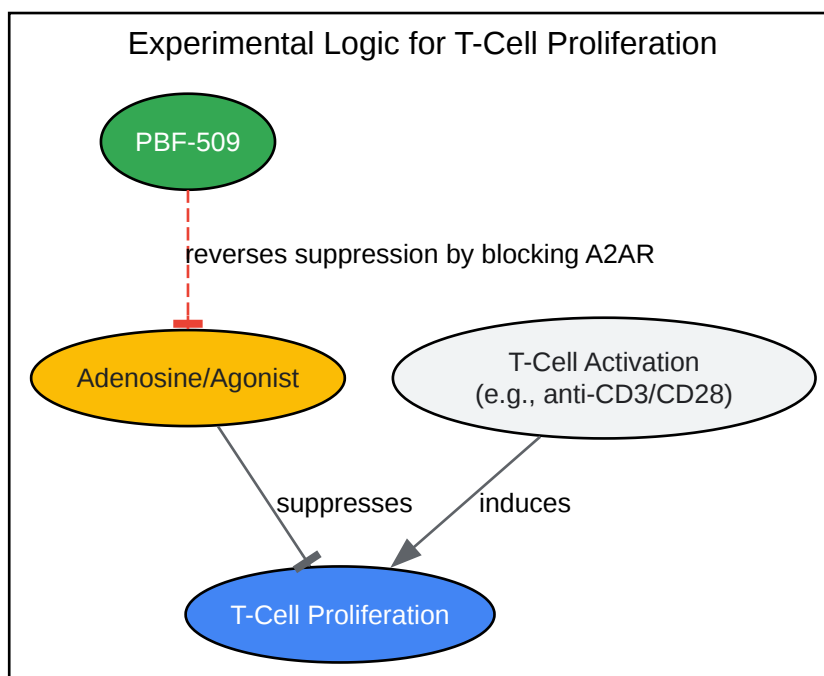 Experimental Logic for T-Cell Proliferation
PBF-509
reverses suppression by blocking A2AR
Adenosine/Agonist
T-Cell Activation
(e.g., anti-CD3/CD28)
suppresses
induces
T-Cell Proliferation